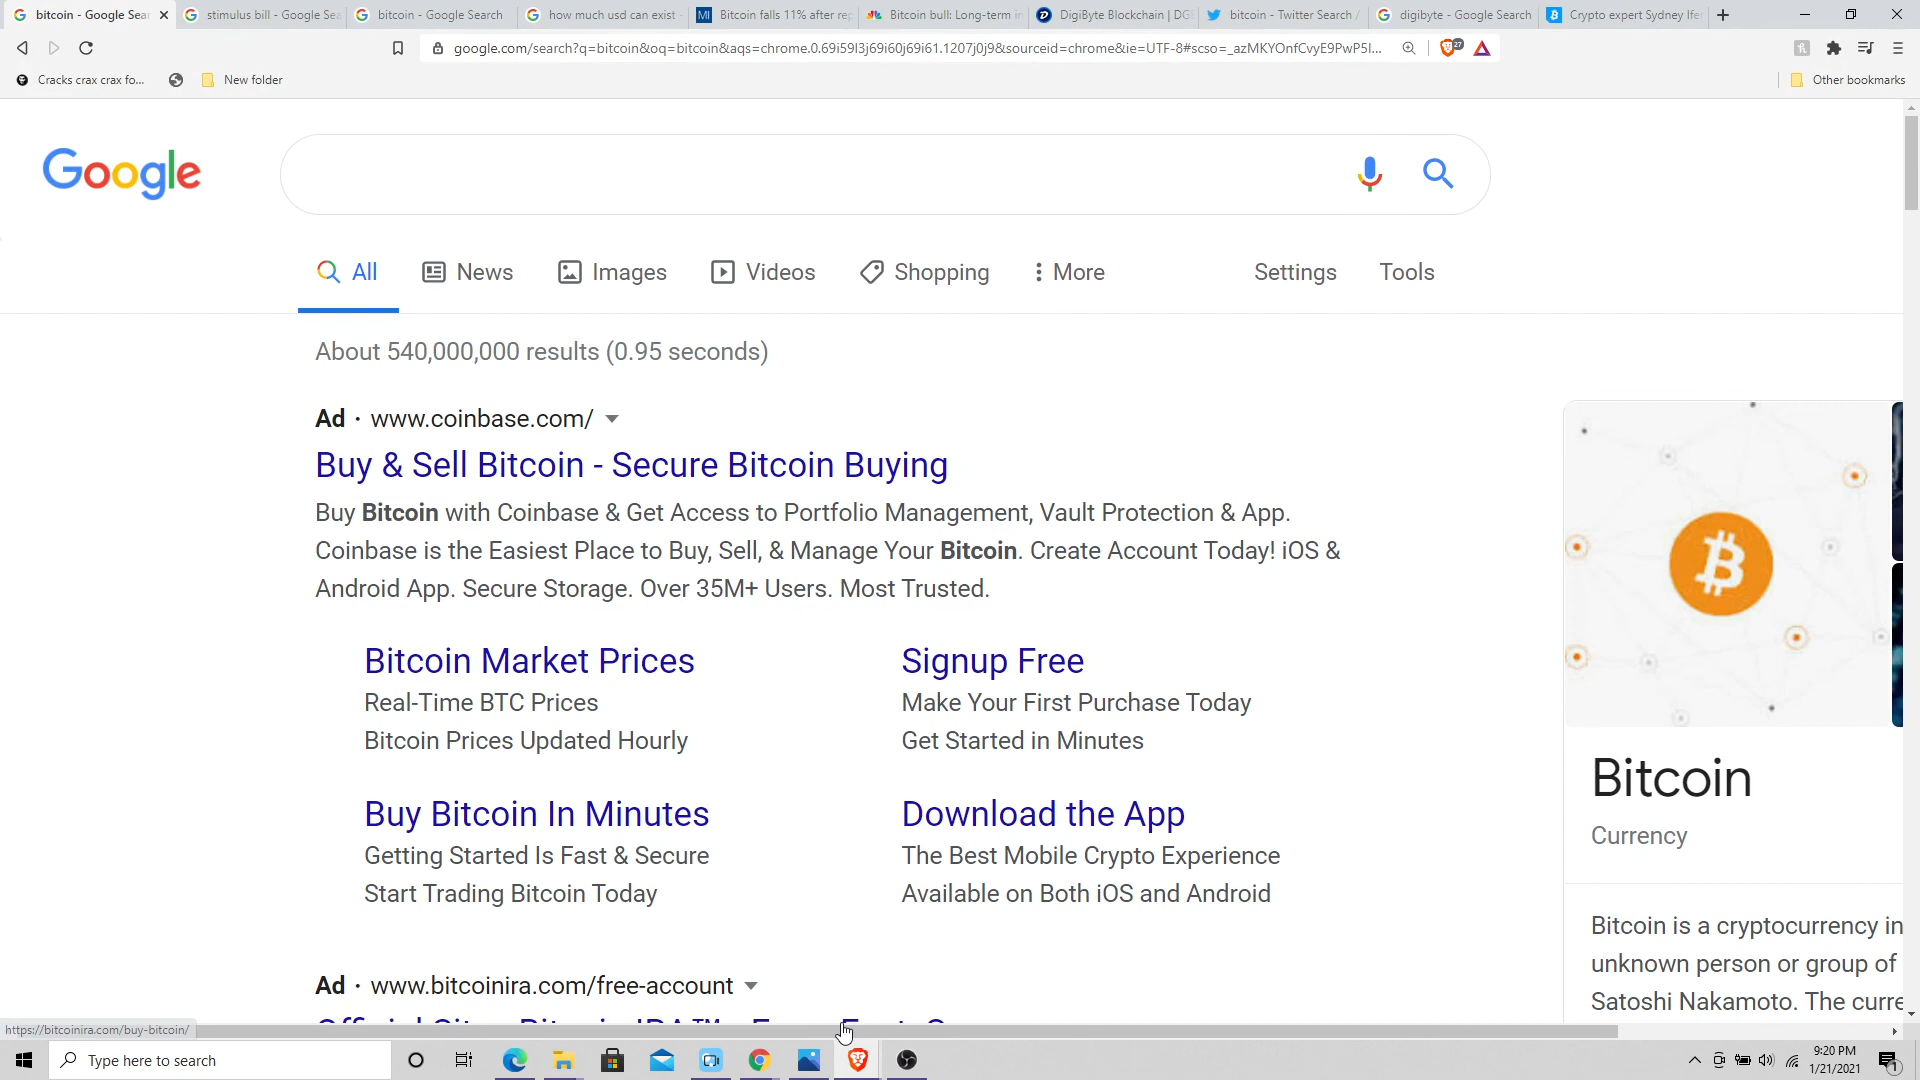 bitcoin - Google Sear
stimulus bill - Google Sea
bitcoin - Google Search
how much usd can exist -
MI Bitcoin falls 11% after rep
Bitcoin bull: Long-term in
DigiByte Blockchain | DG
bitcoin - Twitter Search /
digibyte - Google Search
Crypto expert Sydney Ifer
google.com/search?q=bitcoin&oq=bitcoin&aqs=chrome.0.69i59l3j69i60j69i61.1207j0j9&sourceid=chrome&ie=UTF-8#scso=_azMKYOnfCvyE9PwP5I...
27
Cracks crax crax fo...
New folder
Other bookmarks
Google
All
News
Images
Videos
Shopping
More
Settings
Tools
About 540,000,000 results (0.95 seconds)
Ad · www.coinbase.com/
Buy & Sell Bitcoin - Secure Bitcoin Buying
Buy Bitcoin with Coinbase & Get Access to Portfolio Management, Vault Protection & App.
Coinbase is the Easiest Place to Buy, Sell, & Manage Your Bitcoin. Create Account Today! iOS &
Android App. Secure Storage. Over 35M+ Users. Most Trusted.
Bitcoin Market Prices
Real-Time BTC Prices
Bitcoin Prices Updated Hourly
Signup Free
Make Your First Purchase Today
Get Started in Minutes
Buy Bitcoin In Minutes
Getting Started Is Fast & Secure
Start Trading Bitcoin Today
Download the App
The Best Mobile Crypto Experience
Available on Both iOS and Android
Ad · www.bitcoinira.com/free-account
Bitcoin
Currency
Bitcoin is a cryptocurrency in
unknown person or group of
Satoshi Nakamoto. The curre
https://bitcoinira.com/buy-bitcoin/
Type here to search
9:20 PM
1/21/2021
1